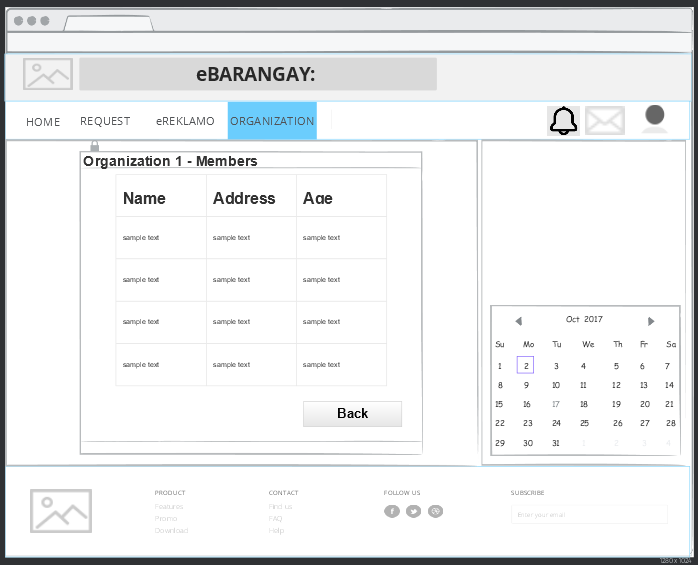 eBARANGAY:
HOME REQUEST eREKLAMO ORGANIZATION
Organization 1 - Members
Name Address Age
sample text sample text sample text
sample text sample text sample text
sample text sample text sample text
sample text sample text sample text
Back
Oct 2017
Su Mo Tu We Th Fr Sa
1 2 3 4 5 6 7
8 9 10 11 12 13 14
15 16 17 18 19 20 21
22 23 24 25 26 27 28
29 30 31 1 2 3 4
PRODUCT CONTACT FOLLOW US SUBSCRIBE
Features Find us Enter your email
Promo FAQ
Download Help
1280 x 1024